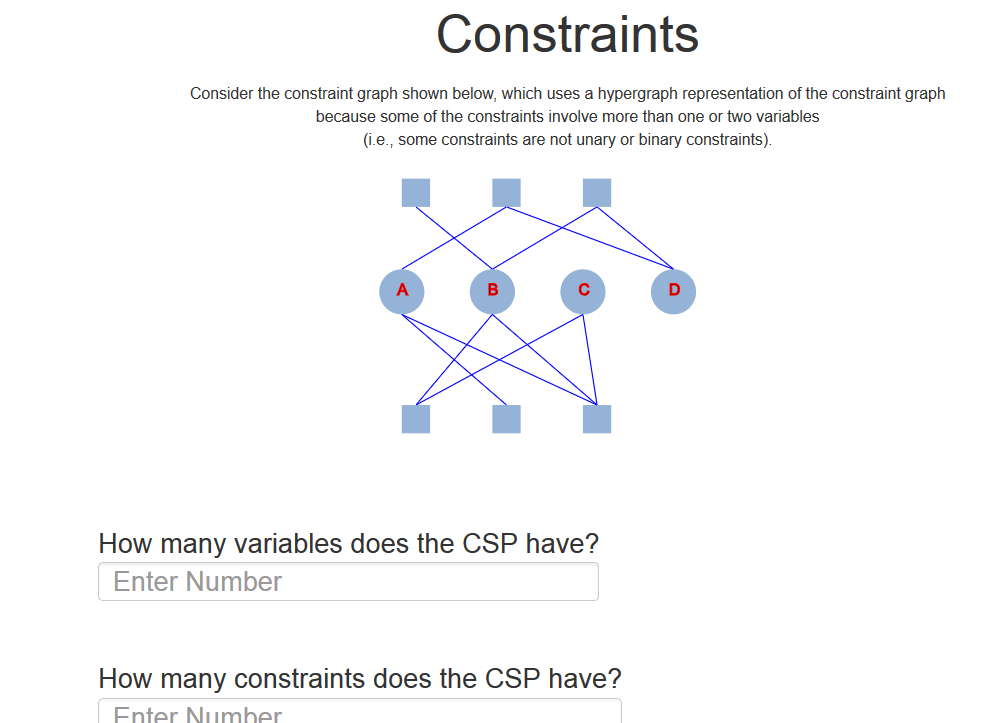 Constraints
Consider the constraint graph shown below, which uses a hypergraph representation of the constraint graph
because some of the constraints involve more than one or two variables
(i.e., some constraints are not unary or binary constraints).
A B C D
How many variables does the CSP have?
Enter Number
How many constraints does the CSP have?
Enter Number